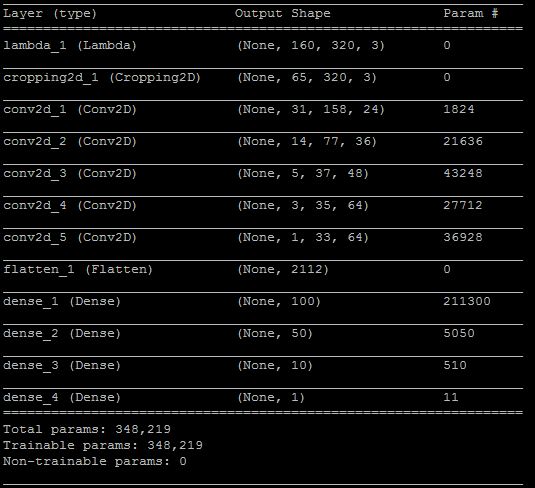 Layer (type) Output Shape Param #
lambda_1 (Lambda) (None, 160, 320, 3) 0
cropping2d_1 (Cropping2D) (None, 65, 320, 3) 0
conv2d_1 (Conv2D) (None, 31, 158, 24) 1824
conv2d_2 (Conv2D) (None, 14, 77, 36) 21636
conv2d_3 (Conv2D) (None, 5, 37, 48) 43248
conv2d_4 (Conv2D) (None, 3, 35, 64) 27712
conv2d_5 (Conv2D) (None, 1, 33, 64) 36928
flatten_1 (Flatten) (None, 2112) 0
dense_1 (Dense) (None, 100) 211300
dense_2 (Dense) (None, 50) 5050
dense_3 (Dense) (None, 10) 510
dense_4 (Dense) (None, 1) 11
Total params: 348,219
Trainable params: 348,219
Non-trainable params: 0